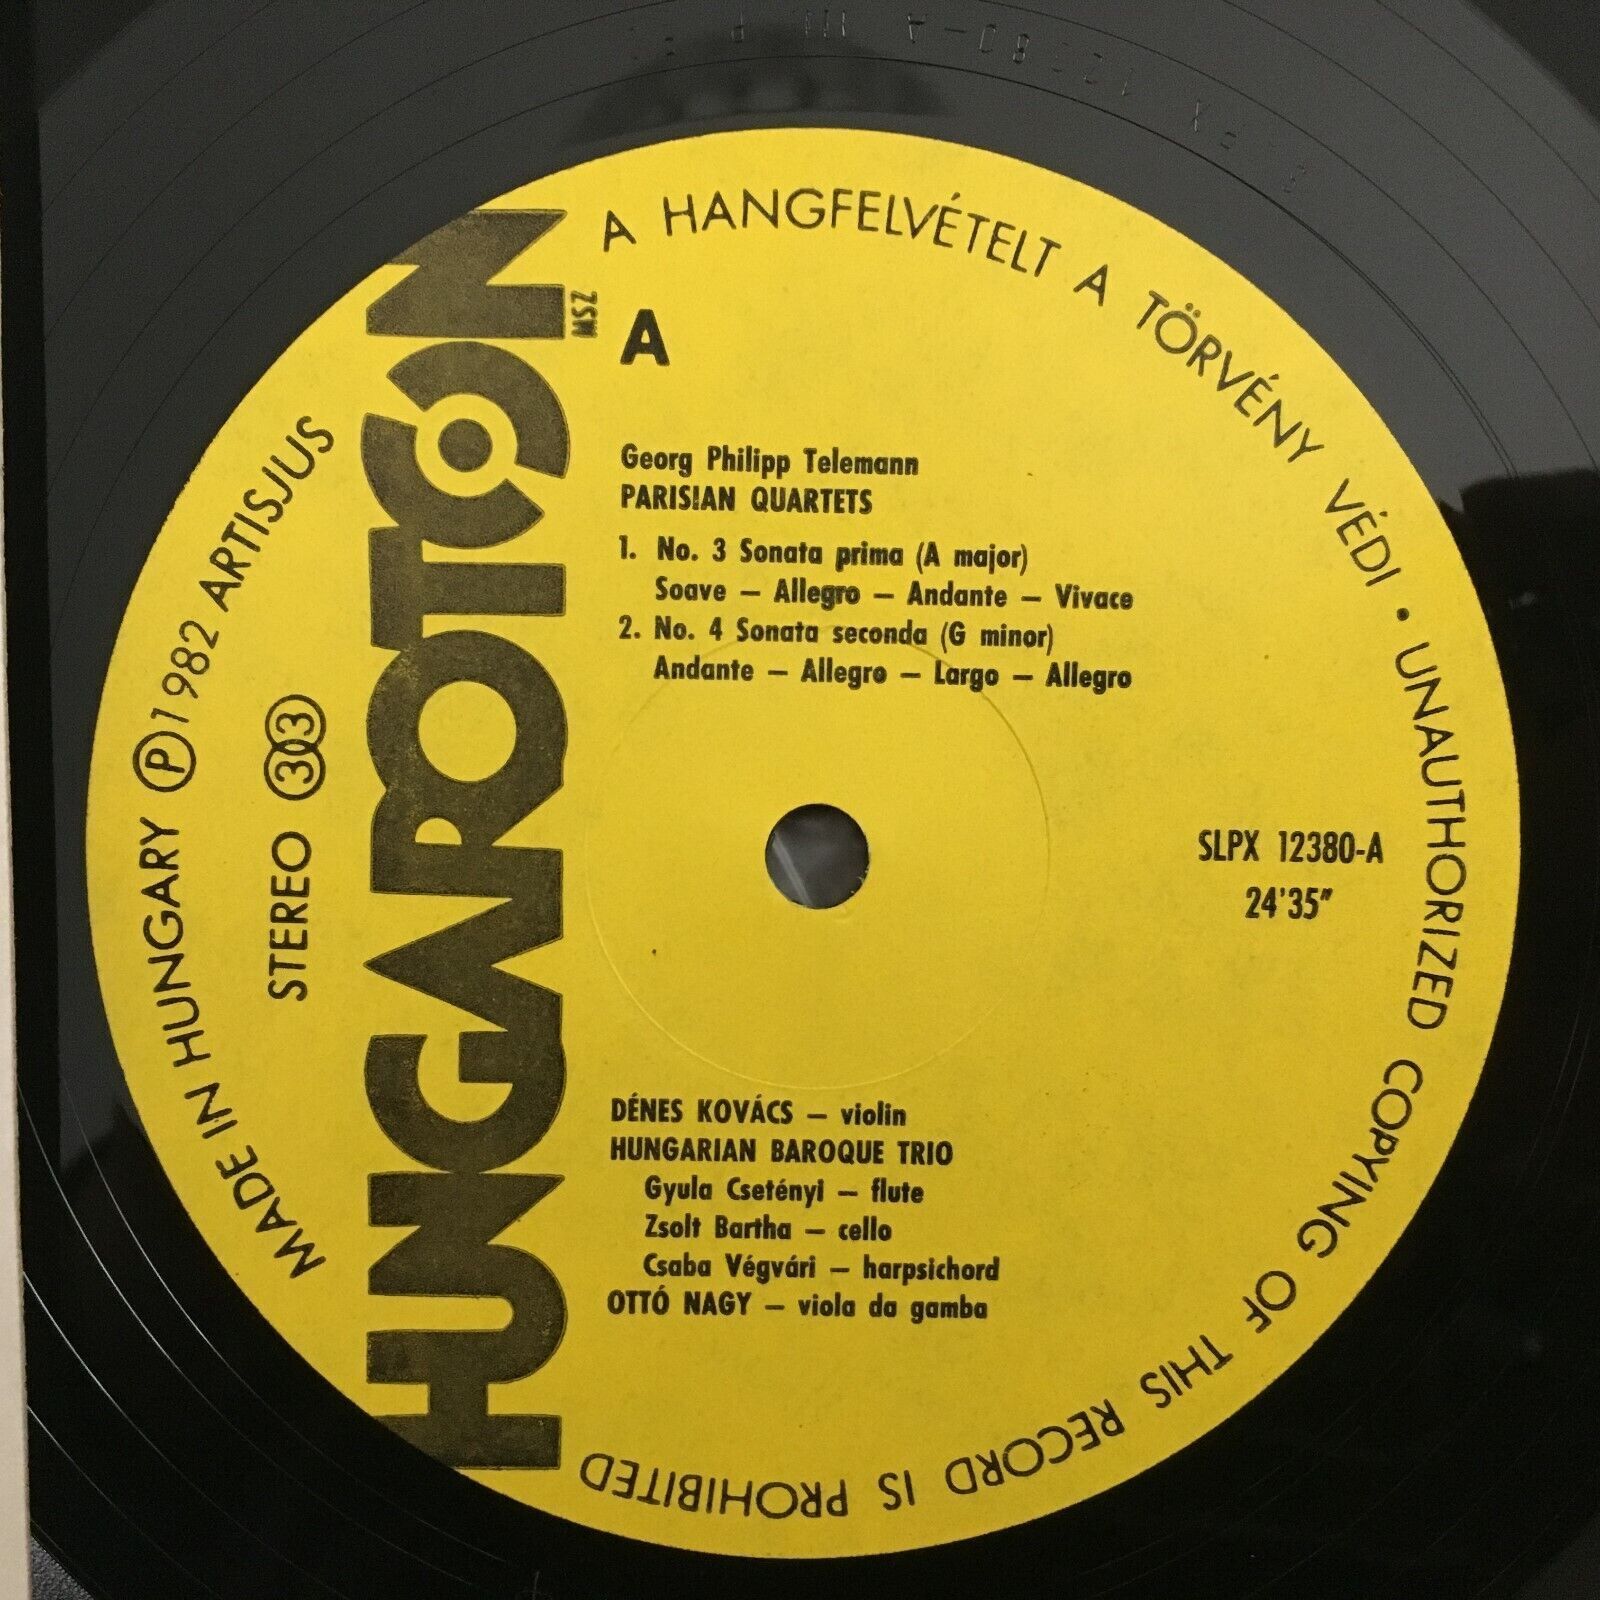 A HANGFELVÉTELT A TÖRVÉNY VÉDI • UNAUTHORIZED COPYING OF THIS RECORD IS PROHIBITED
MADE IN HUNGARY Ⓟ 1982 ARTISJUS
STEREO 33
HUNGAROTON
MSZ
A
Georg Philipp Telemann
PARISIAN QUARTETS
1. No. 3 Sonata prima (A major)
Soave — Allegro — Andante — Vivace
2. No. 4 Sonata seconda (G minor)
Andante — Allegro — Largo — Allegro
SLPX 12380-A
24'35"
DÉNES KOVÁCS — violin
HUNGARIAN BAROQUE TRIO
Gyula Csetényi — flute
Zsolt Bartha — cello
Csaba Végvári — harpsichord
OTTÓ NAGY — viola da gamba